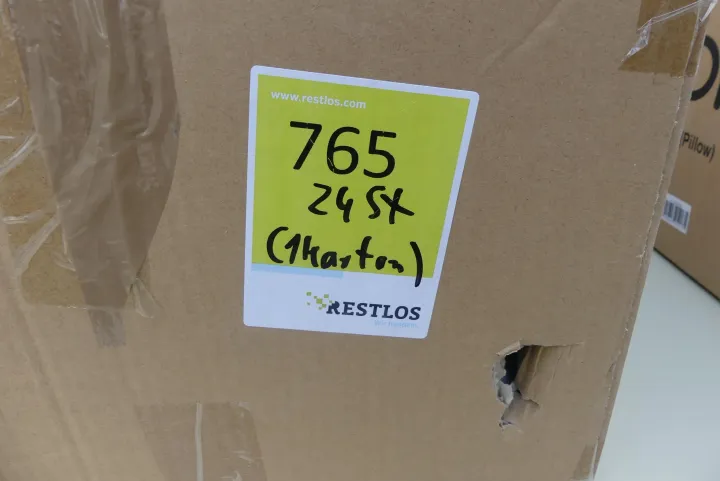 www.restlos.com
765
24 St
(1 Karton)
RESTLOS
(Pillow)